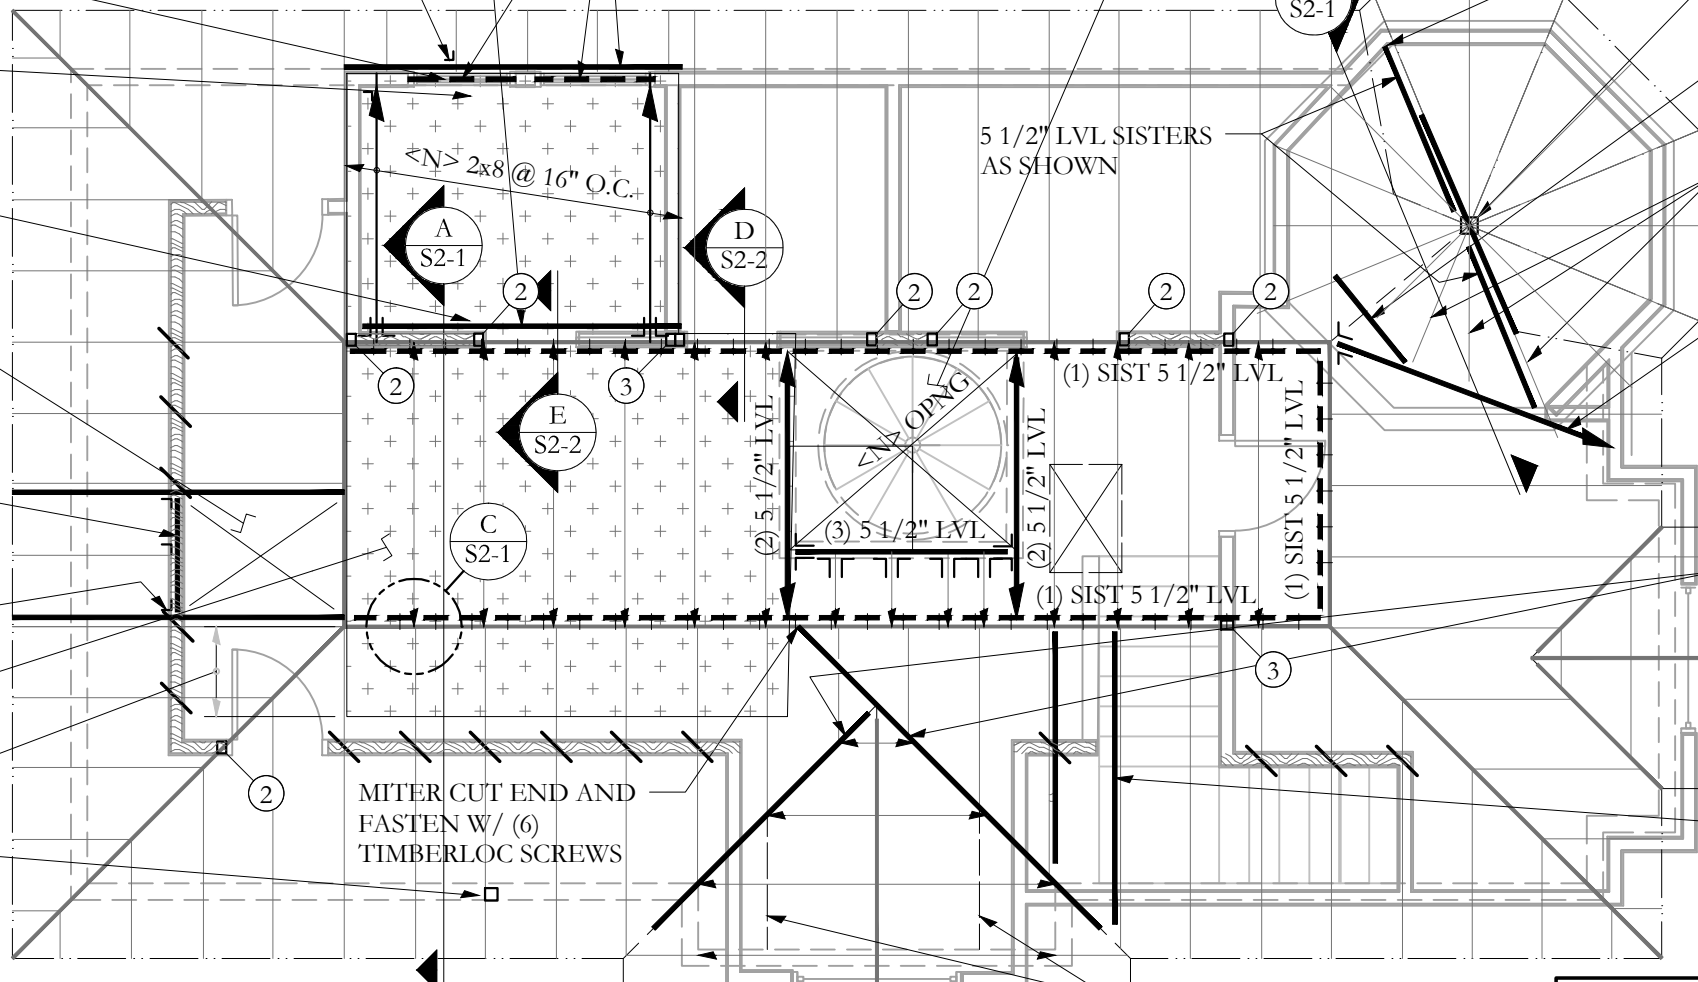 S2-1
5 1/2" LVL SISTERS
AS SHOWN
<N> 2x8 @ 16" O.C.
A
S2-1
D
S2-2
2
2
2
2
2
2
3
(1) SIST 5 1/2" LVL
E
S2-2
(2) 5 1/2" LVL
<N> OPNG
(2) 5 1/2" LVL
(1) SIST 5 1/2" LVL
C
S2-1
(3) 5 1/2" LVL
(1) SIST 5 1/2" LVL
3
2
MITER CUT END AND
FASTEN W/ (6)
TIMBERLOC SCREWS